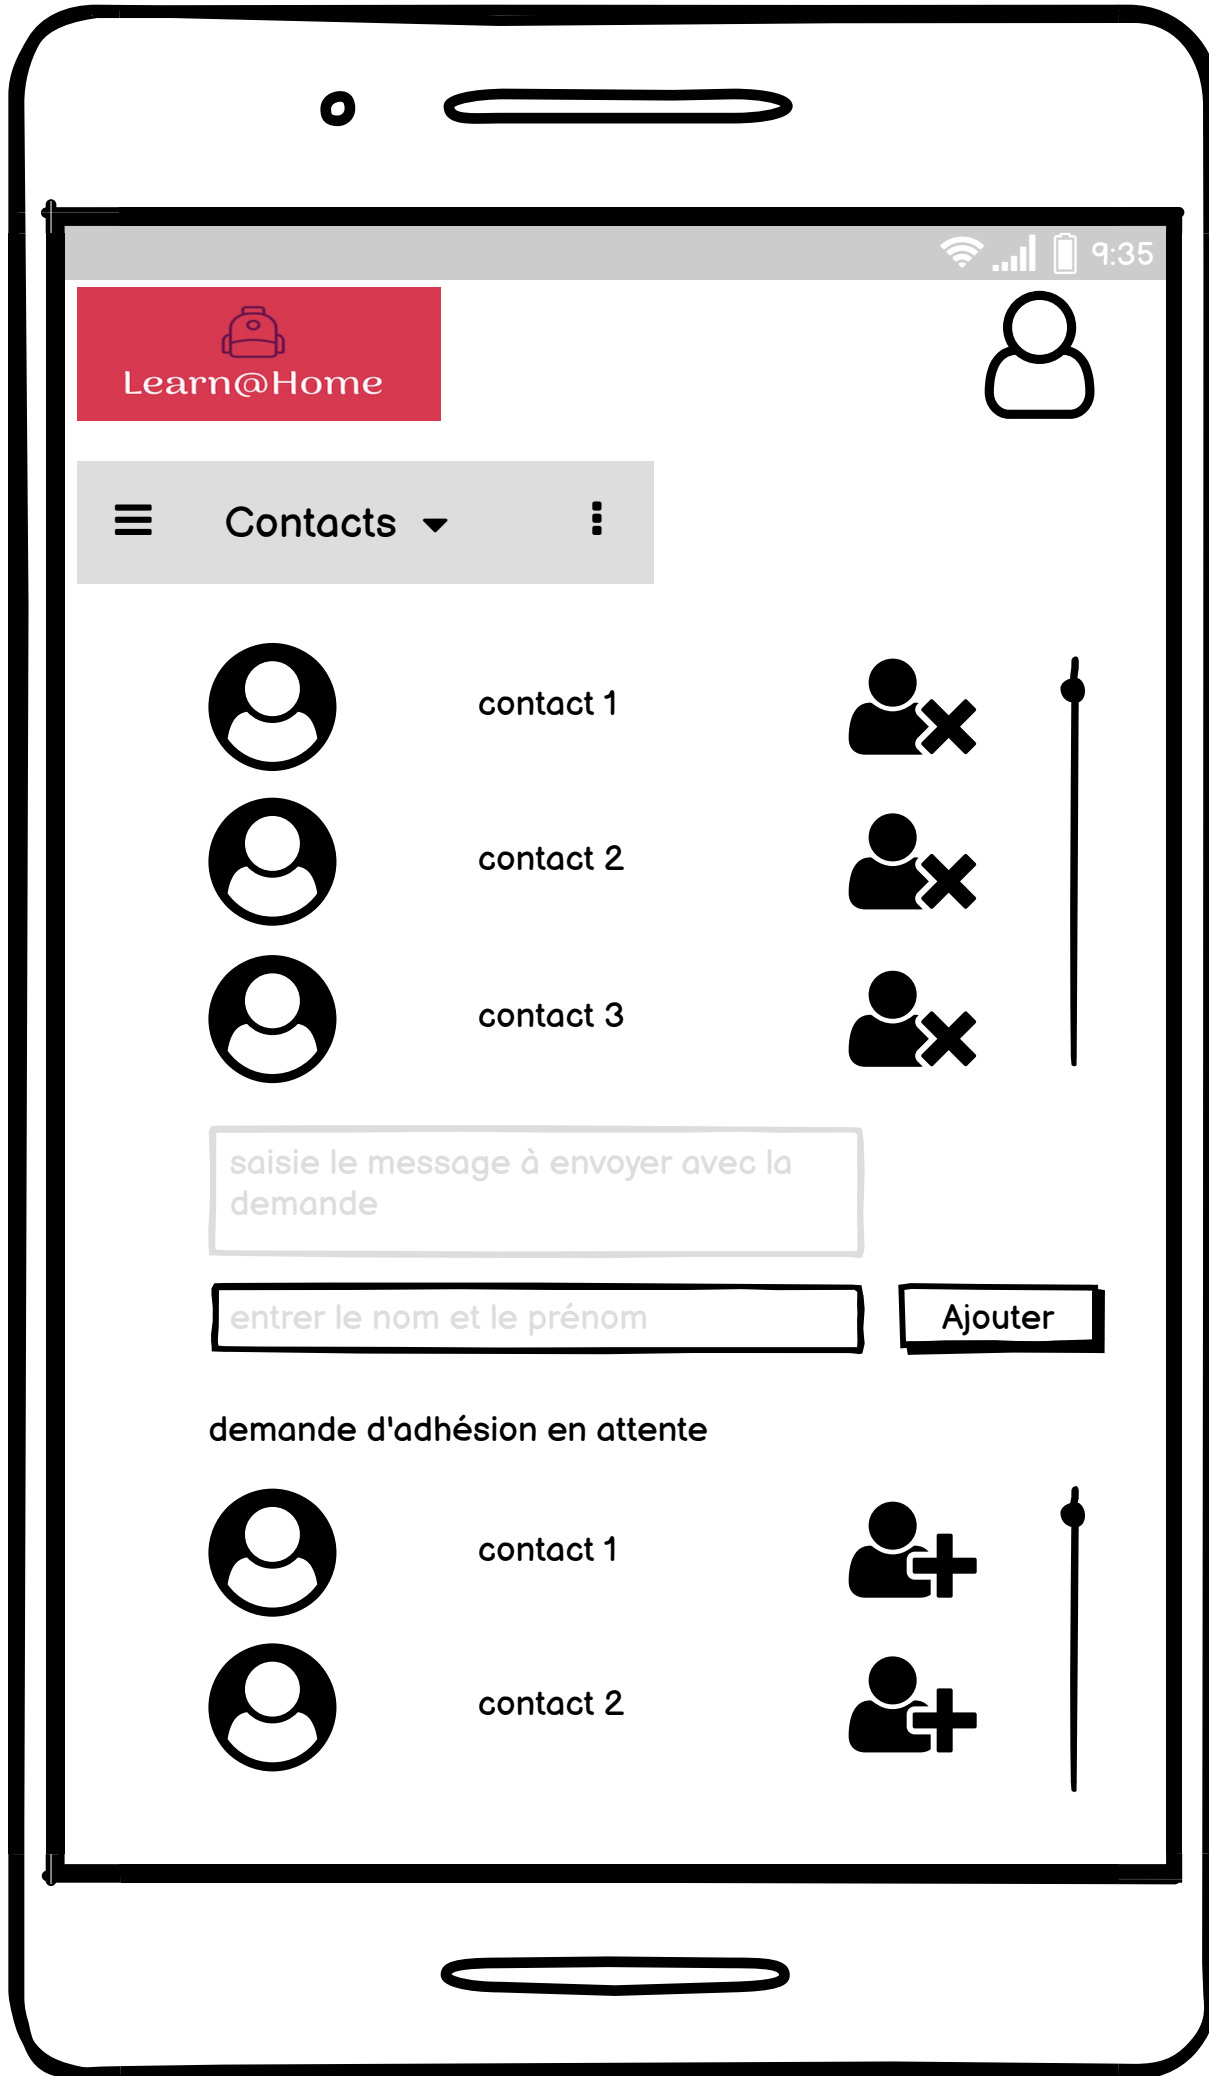 9:35
Learn@Home
Contacts
contact 1
contact 2
contact 3
saisie le message à envoyer avec la
demande
entrer le nom et le prénom
Ajouter
demande d'adhésion en attente
contact 1
contact 2